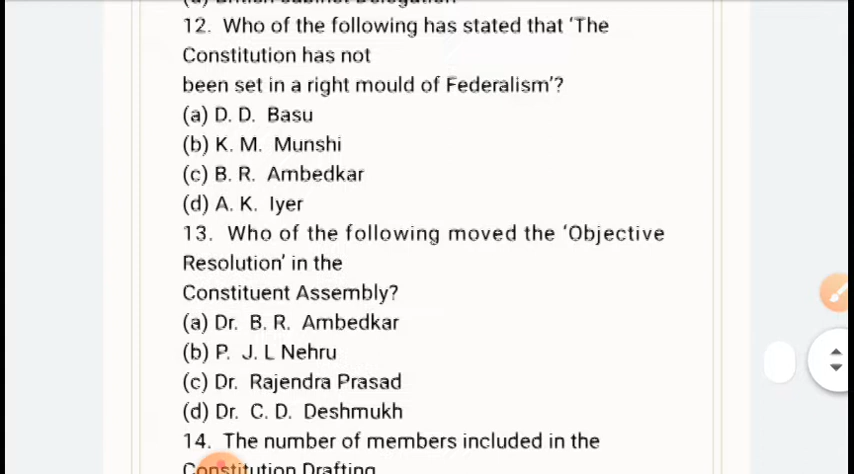 12. Who of the following has stated that 'The
Constitution has not
been set in a right mould of Federalism'?
(a) D. D. Basu
(b) K. M. Munshi
(c) B. R. Ambedkar
(d) A. K. Iyer
13. Who of the following moved the 'Objective
Resolution' in the
Constituent Assembly?
(a) Dr. B. R. Ambedkar
(b) P. J. L Nehru
(c) Dr. Rajendra Prasad
(d) Dr. C. D. Deshmukh
14. The number of members included in the
Constitution Drafting